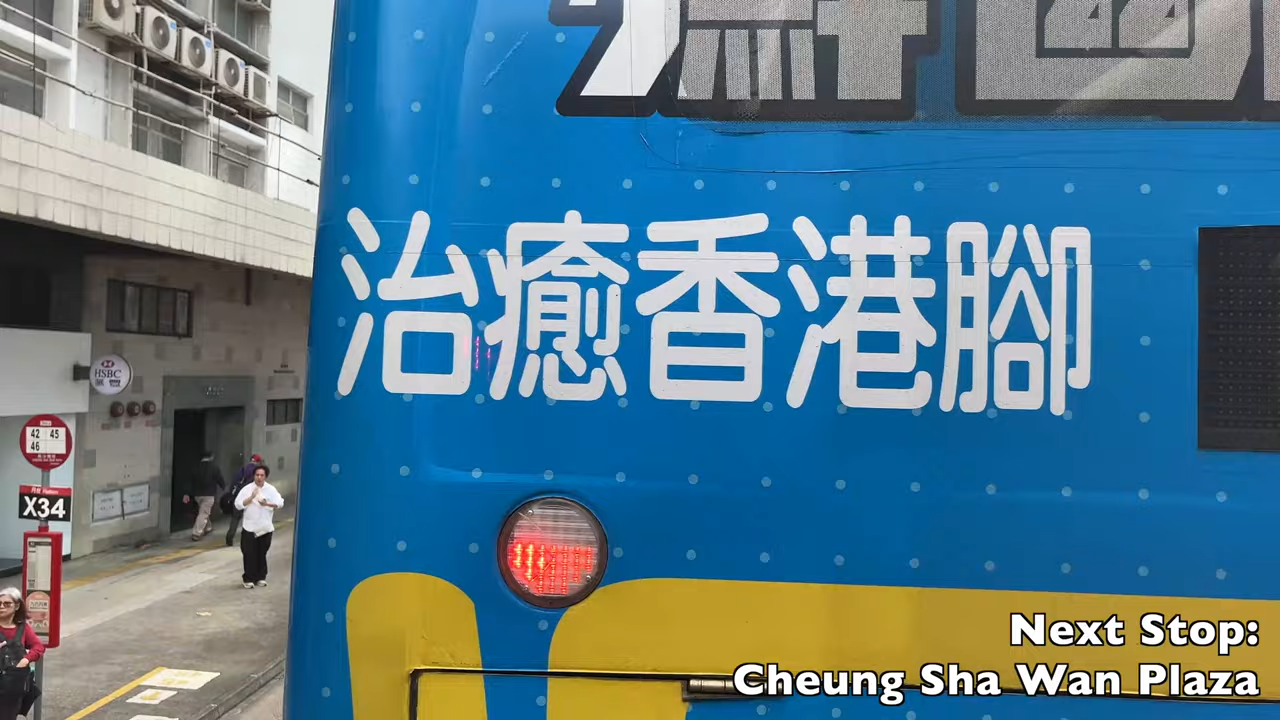 治癒香港腳
HSBC
42 45
46
X34
Next Stop:
Cheung Sha Wan Plaza